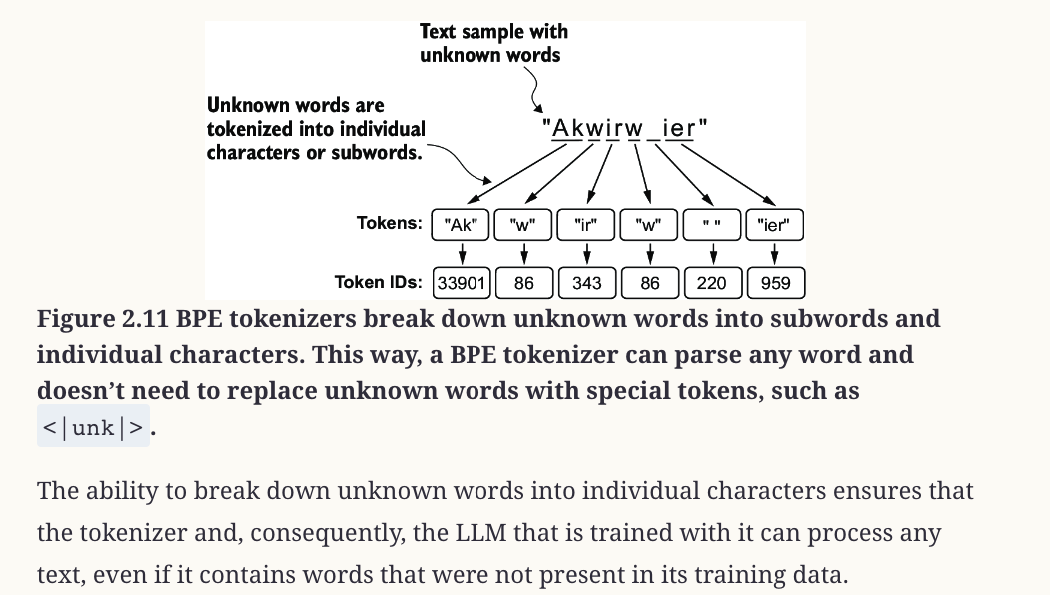 Text sample with
unknown words
Unknown words are
tokenized into individual
characters or subwords.
"Akwirw ier"
Tokens: "Ak" "w" "ir" "w" " " "ier"
Token IDs: 33901 86 343 86 220 959
Figure 2.11 BPE tokenizers break down unknown words into subwords and
individual characters. This way, a BPE tokenizer can parse any word and
doesn’t need to replace unknown words with special tokens, such as
<|unk|>.
The ability to break down unknown words into individual characters ensures that
the tokenizer and, consequently, the LLM that is trained with it can process any
text, even if it contains words that were not present in its training data.